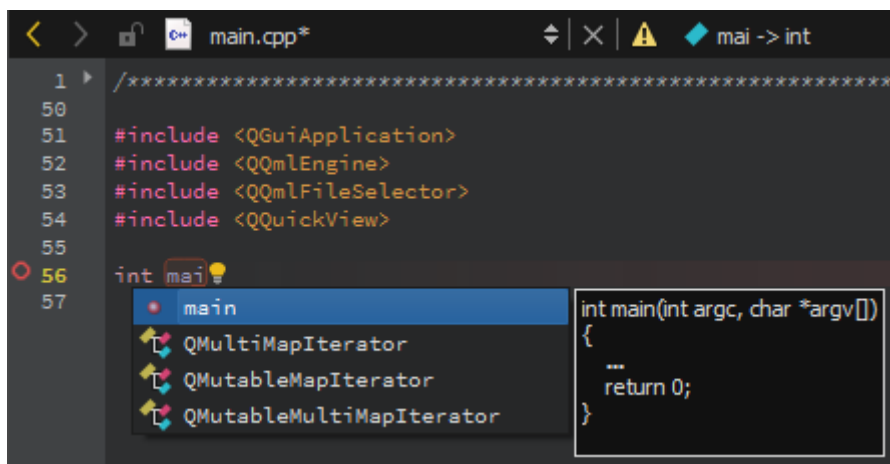 C++ main.cpp* mai -> int
1 /**********************************************************
50
51 #include <QGuiApplication>
52 #include <QQmlEngine>
53 #include <QQmlFileSelector>
54 #include <QQuickView>
55
56 int mai
57
main
QMultiMapIterator
QMutableMapIterator
QMutableMultiMapIterator
int main(int argc, char *argv[])
{
...
return 0;
}